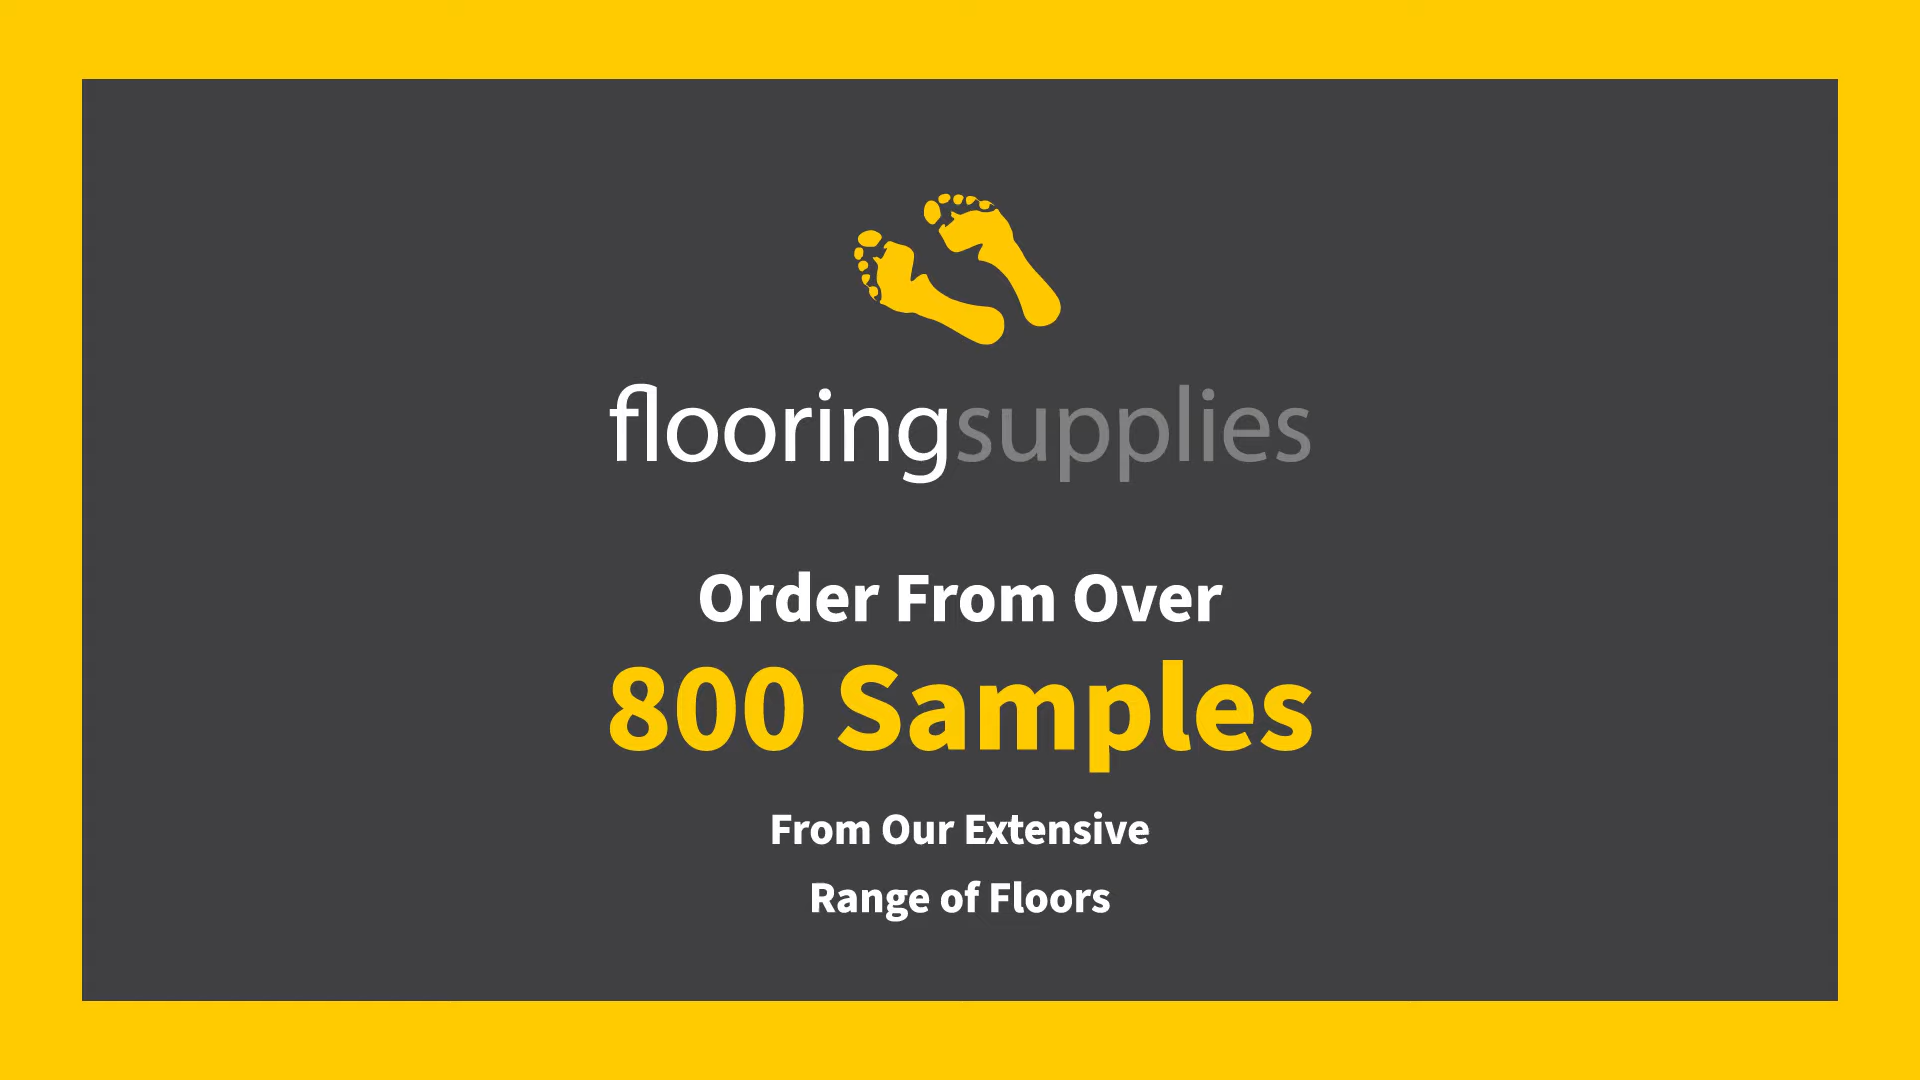 flooringsupplies
Order From Over
800 Samples
From Our Extensive
Range of Floors